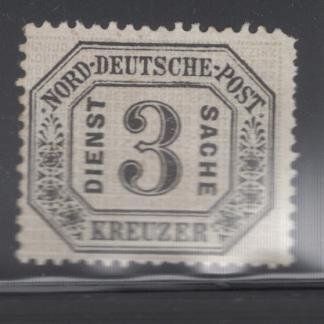 NORD-DEUTSCHE-POST
DIENST
3
SACHE
KREUZER